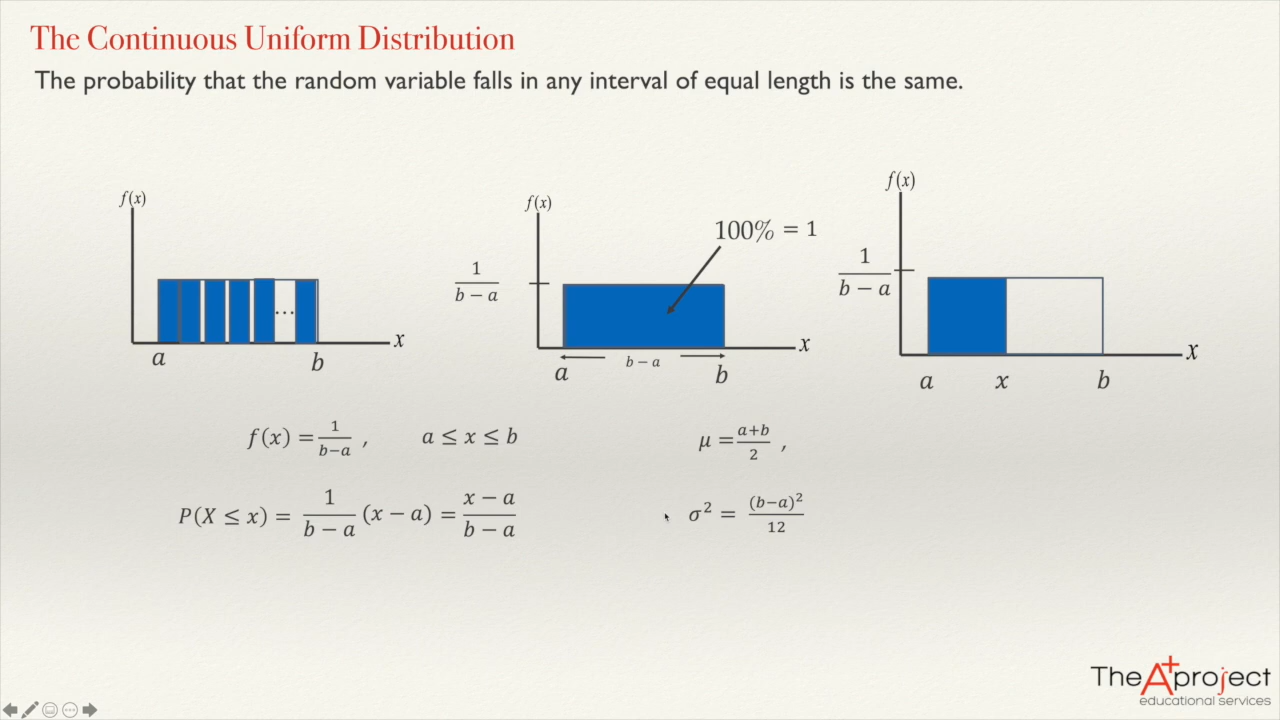 The Continuous Uniform Distribution
The probability that the random variable falls in any interval of equal length is the same.
f(x)
...
x
a
b
f(x)
1
b − a
100% = 1
x
b − a
a
b
f(x)
1
b − a
x
a
x
b
f(x) = 1/(b−a) , a ≤ x ≤ b
μ = (a+b)/2 ,
P(X ≤ x) = 1/(b − a) (x − a) = (x − a)/(b − a)
σ² = (b−a)²/12
The A+ project
educational services